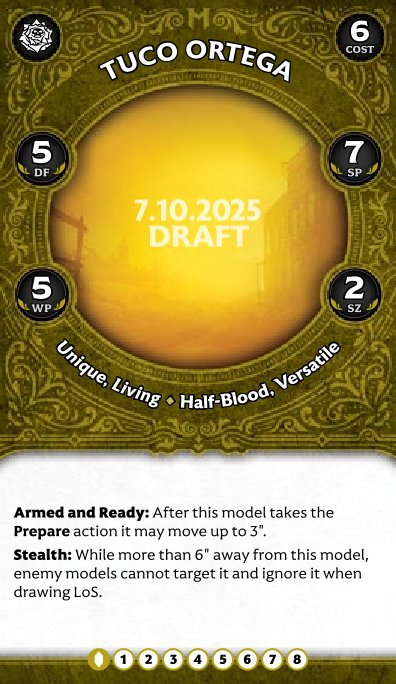 6
COST
TUCO ORTEGA
5
DF
7
SP
7.10.2025
DRAFT
5
WP
2
SZ
Unique, Living ◆ Half-Blood, Versatile
Armed and Ready: After this model takes the
Prepare action it may move up to 3".
Stealth: While more than 6" away from this model,
enemy models cannot target it and ignore it when
drawing LoS.
1 2 3 4 5 6 7 8